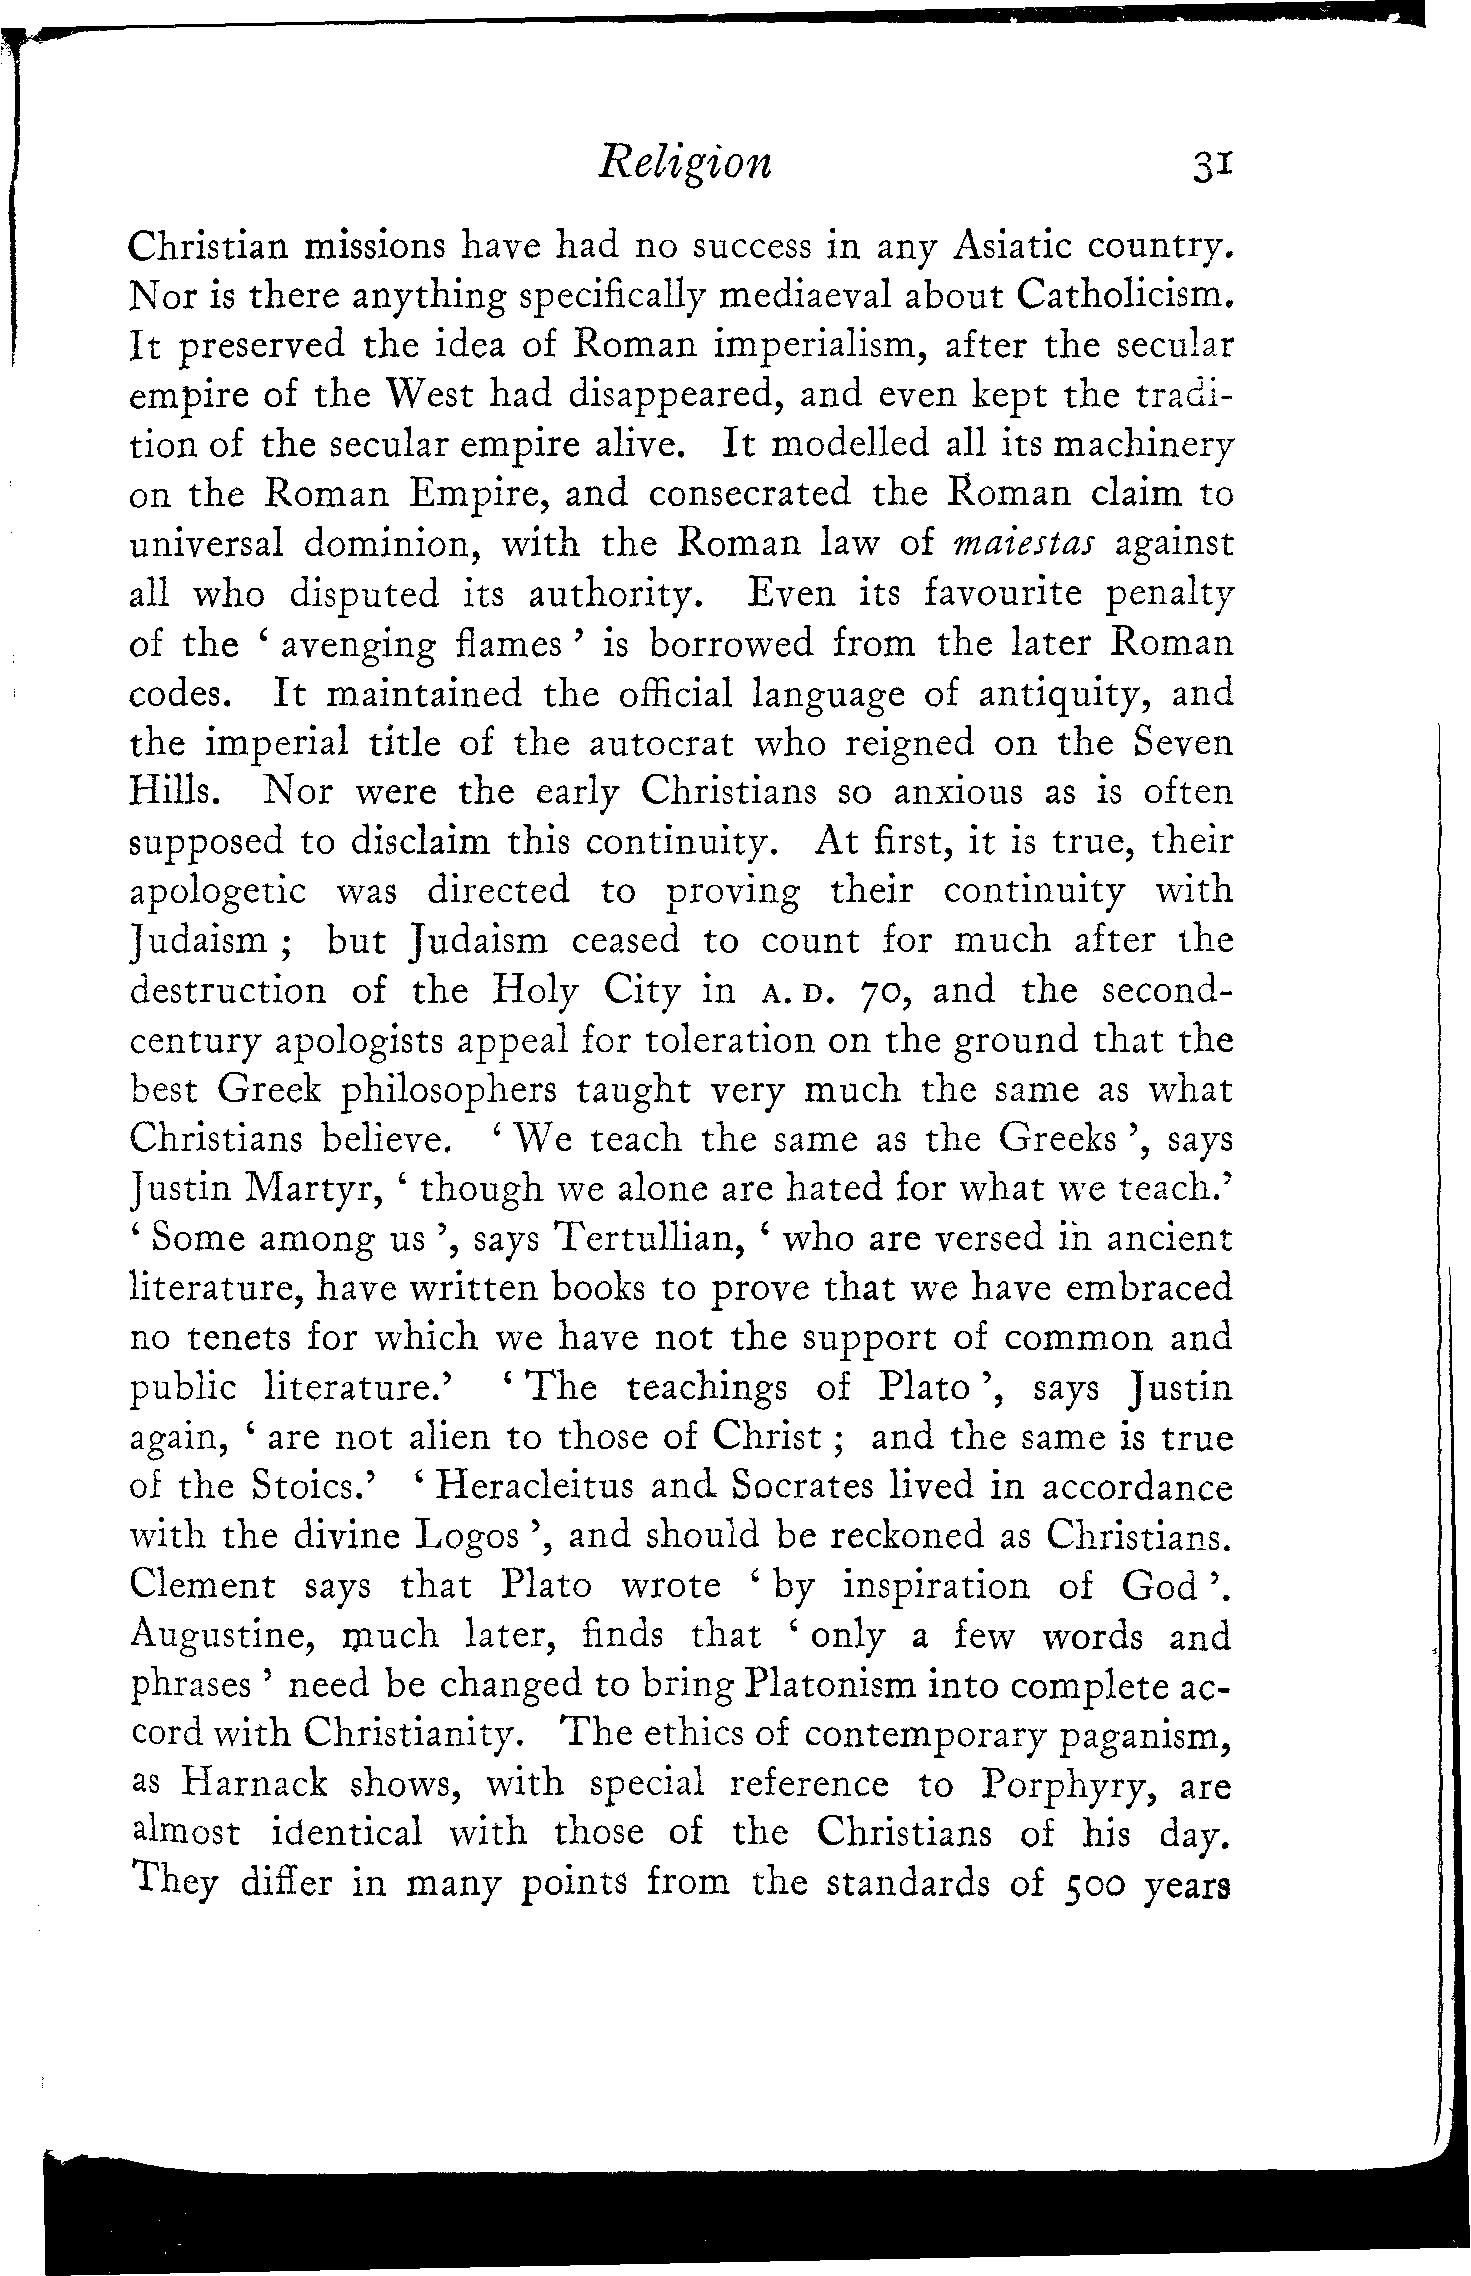 Religion 31
Christian missions have had no success in any Asiatic country.
Nor is there anything specifically mediaeval about Catholicism.
It preserved the idea of Roman imperialism, after the secular
empire of the West had disappeared, and even kept the tradi-
tion of the secular empire alive. It modelled all its machinery
on the Roman Empire, and consecrated the Roman claim to
universal dominion, with the Roman law of maiestas against
all who disputed its authority. Even its favourite penalty
of the ‘ avenging flames ’ is borrowed from the later Roman
codes. It maintained the official language of antiquity, and
the imperial title of the autocrat who reigned on the Seven
Hills. Nor were the early Christians so anxious as is often
supposed to disclaim this continuity. At first, it is true, their
apologetic was directed to proving their continuity with
Judaism ; but Judaism ceased to count for much after the
destruction of the Holy City in A. D. 70, and the second-
century apologists appeal for toleration on the ground that the
best Greek philosophers taught very much the same as what
Christians believe. ‘ We teach the same as the Greeks ’, says
Justin Martyr, ‘ though we alone are hated for what we teach.’
‘ Some among us ’, says Tertullian, ‘ who are versed in ancient
literature, have written books to prove that we have embraced
no tenets for which we have not the support of common and
public literature.’ ‘ The teachings of Plato ’, says Justin
again, ‘ are not alien to those of Christ ; and the same is true
of the Stoics.’ ‘ Heracleitus and Socrates lived in accordance
with the divine Logos ’, and should be reckoned as Christians.
Clement says that Plato wrote ‘ by inspiration of God ’.
Augustine, much later, finds that ‘ only a few words and
phrases ’ need be changed to bring Platonism into complete ac-
cord with Christianity. The ethics of contemporary paganism,
as Harnack shows, with special reference to Porphyry, are
almost identical with those of the Christians of his day.
They differ in many points from the standards of 500 years